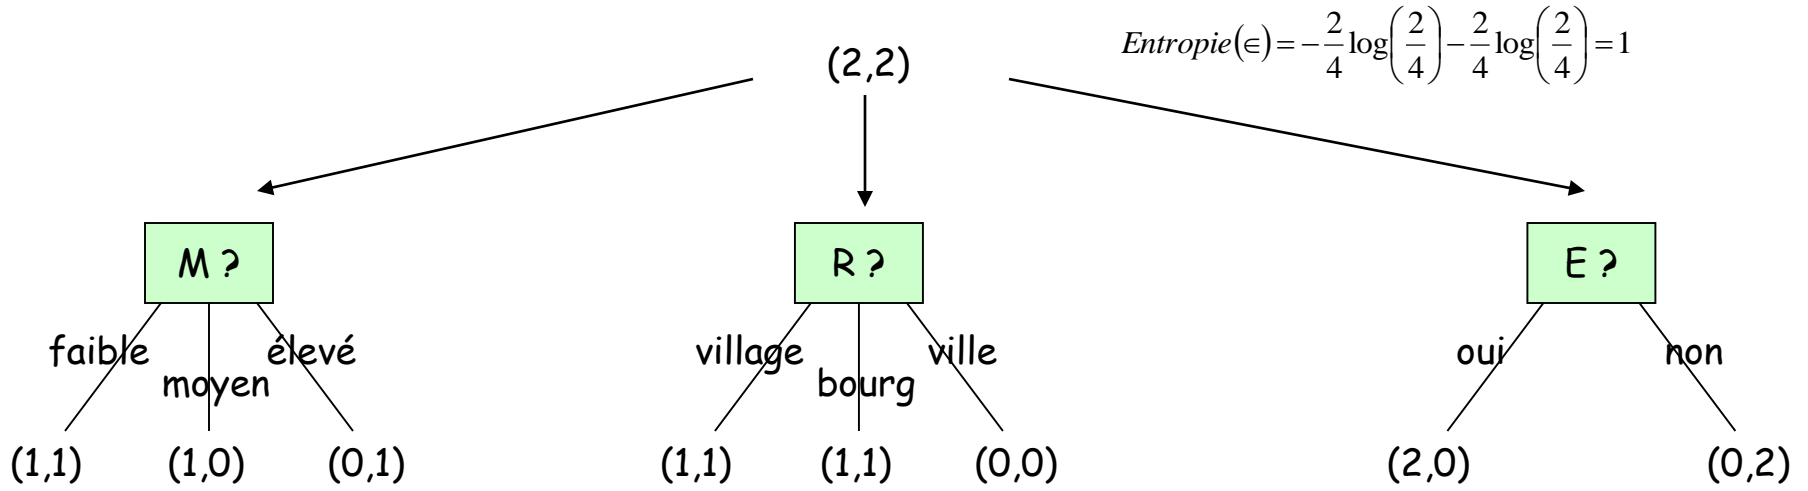 Entropie(∈) = −2/4 log(2/4) − 2/4 log(2/4) = 1
(2,2)
M ? R ? E ?
faible moyen élevé village bourg ville oui non
(1,1) (1,0) (0,1) (1,1) (1,1) (0,0) (2,0) (0,2)